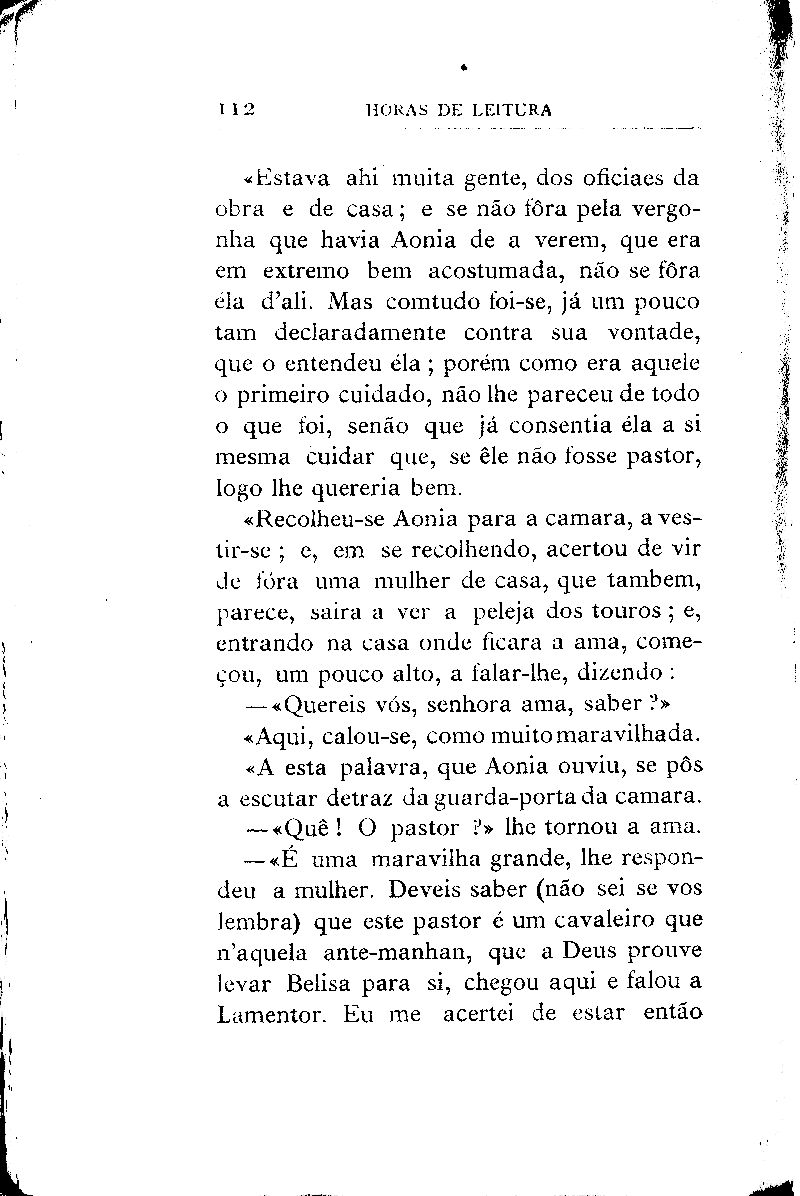 112 HORAS DE LEITURA
«Estava ahi muita gente, dos oficiaes da
obra e de casa; e se não fôra pela vergo-
nha que havia Aonia de a verem, que era
em extremo bem acostumada, não se fôra
éla d'ali. Mas comtudo foi-se, já um pouco
tam declaradamente contra sua vontade,
que o entendeu éla; porém como era aquele
o primeiro cuidado, não lhe pareceu de todo
o que foi, senão que já consentia éla a si
mesma cuidar que, se êle não fosse pastor,
logo lhe quereria bem.
«Recolheu-se Aonia para a camara, a ves-
tir-se; e, em se recolhendo, acertou de vir
de fóra uma mulher de casa, que tambem,
parece, saira a ver a peleja dos touros; e,
entrando na casa onde ficara a ama, come-
çou, um pouco alto, a falar-lhe, dizendo:
—«Quereis vós, senhora ama, saber?»
«Aqui, calou-se, como muito maravilhada.
«A esta palavra, que Aonia ouviu, se pôs
a escutar detraz da guarda-porta da camara.
—«Quê! O pastor?» lhe tornou a ama.
—«É uma maravilha grande, lhe respon-
deu a mulher. Deveis saber (não sei se vos
lembra) que este pastor é um cavaleiro que
n'aquela ante-manhan, que a Deus prouve
levar Belisa para si, chegou aqui e falou a
Lamentor. Eu me acertei de estar então